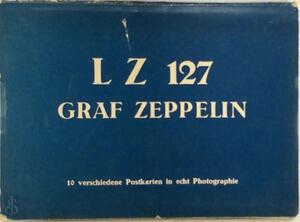 L Z 127
GRAF ZEPPELIN
10 verschiedene Postkarten in echt Photographie